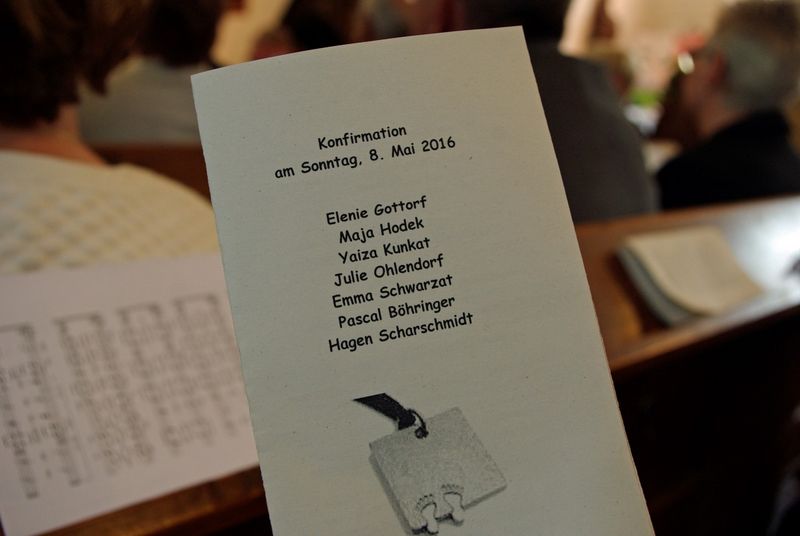 Konfirmation
am Sonntag, 8. Mai 2016
Elenie Gottorf
Maja Hodek
Yaiza Kunkat
Julie Ohlendorf
Emma Schwarzat
Pascal Böhringer
Hagen Scharschmidt